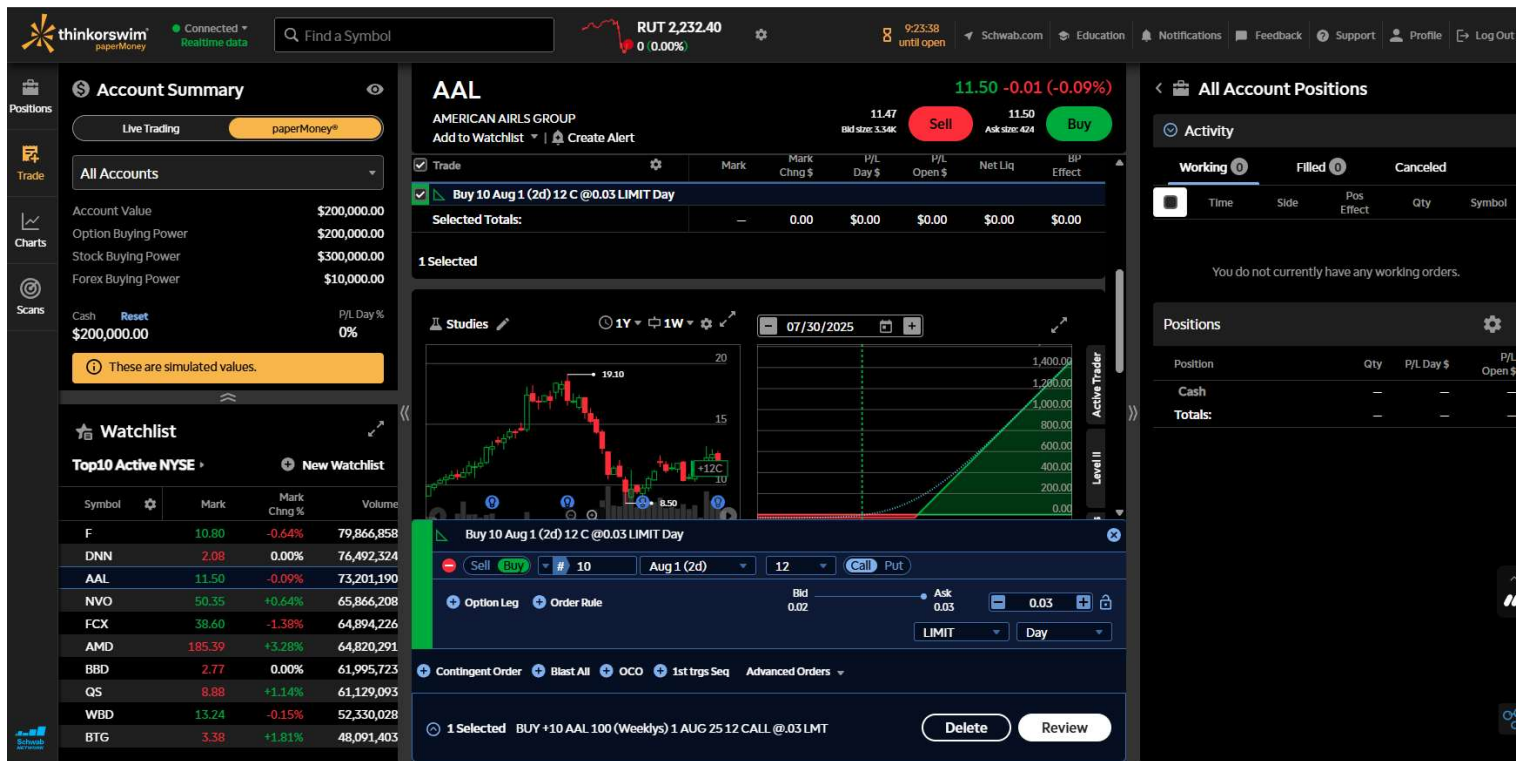 thinkorswim®
paperMoney
Connected
Realtime data
Find a Symbol
RUT 2,232.40
0 (0.00%)
9:23:38
until open
Schwab.com
Education
Notifications
Feedback
Support
Profile
Log Out
Positions
Trade
Charts
Scans
Schwab
NETWORK
Account Summary
Live Trading paperMoney®
All Accounts
Account Value $200,000.00
Option Buying Power $200,000.00
Stock Buying Power $300,000.00
Forex Buying Power $10,000.00
Cash Reset P/L Day %
$200,000.00 0%
These are simulated values.
Watchlist
Top10 Active NYSE New Watchlist
Symbol Mark Mark Chng % Volume
F 10.80 -0.64% 79,866,858
DNN 2.08 0.00% 76,492,324
AAL 11.50 -0.09% 73,201,190
NVO 50.35 +0.64% 65,866,208
FCX 38.60 -1.38% 64,894,226
AMD 185.39 +3.28% 64,820,291
BBD 2.77 0.00% 61,995,723
QS 8.88 +1.14% 61,129,093
WBD 13.24 -0.15% 52,330,028
BTG 3.38 +1.81% 48,091,403
AAL 11.50 -0.01 (-0.09%)
AMERICAN AIRLS GROUP
Add to Watchlist | Create Alert
11.47
Bid size: 3.34K
Sell
11.50
Ask size: 424
Buy
Trade Mark Mark Chng $ P/L Day $ P/L Open $ Net Liq BP Effect
Buy 10 Aug 1 (2d) 12 C @0.03 LIMIT Day
Selected Totals: — 0.00 $0.00 $0.00 $0.00 $0.00
1 Selected
Studies 1Y 1W
07/30/2025
20
19.10
15
+12C
10
8.50
1,400.00
1,200.00
1,000.00
800.00
600.00
400.00
200.00
0.00
Active Trader
Level II
Buy 10 Aug 1 (2d) 12 C @0.03 LIMIT Day
Sell Buy # 10 Aug 1 (2d) 12 Call Put
Option Leg Order Rule
Bid
0.02
Ask
0.03
0.03
LIMIT Day
Contingent Order Blast All OCO 1st trgs Seq Advanced Orders
1 Selected BUY +10 AAL 100 (Weeklys) 1 AUG 25 12 CALL @.03 LMT
Delete Review
All Account Positions
Activity
Working 0 Filled 0 Canceled
Time Side Pos Effect Qty Symbol
You do not currently have any working orders.
Positions
Position Qty P/L Day $ P/L Open $
Cash — — —
Totals: — — —